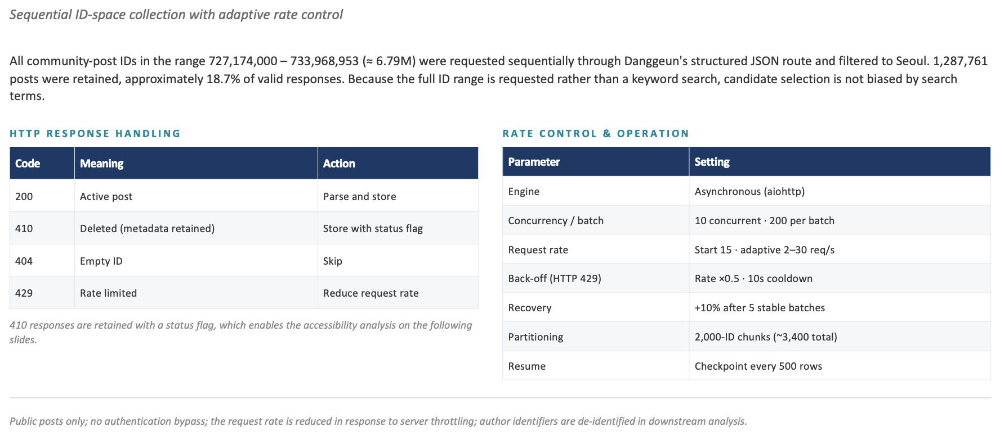 Sequential ID-space collection with adaptive rate control
All community-post IDs in the range 727,174,000 – 733,968,953 (≈ 6.79M) were requested sequentially through Danggeun's structured JSON route and filtered to Seoul. 1,287,761
posts were retained, approximately 18.7% of valid responses. Because the full ID range is requested rather than a keyword search, candidate selection is not biased by search
terms.
HTTP RESPONSE HANDLING
Code Meaning Action
200 Active post Parse and store
410 Deleted (metadata retained) Store with status flag
404 Empty ID Skip
429 Rate limited Reduce request rate
410 responses are retained with a status flag, which enables the accessibility analysis on the following
slides.
RATE CONTROL & OPERATION
Parameter Setting
Engine Asynchronous (aiohttp)
Concurrency / batch 10 concurrent · 200 per batch
Request rate Start 15 · adaptive 2–30 req/s
Back-off (HTTP 429) Rate ×0.5 · 10s cooldown
Recovery +10% after 5 stable batches
Partitioning 2,000-ID chunks (~3,400 total)
Resume Checkpoint every 500 rows
Public posts only; no authentication bypass; the request rate is reduced in response to server throttling; author identifiers are de-identified in downstream analysis.